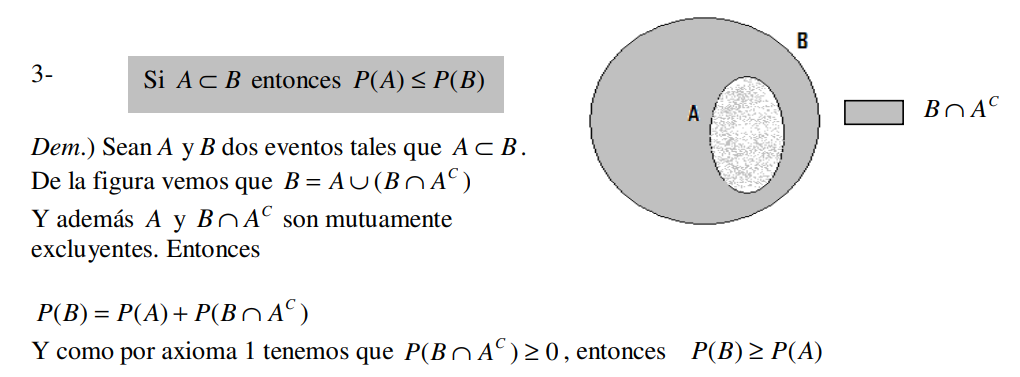 3-
Si A ⊂ B entonces P(A) ≤ P(B)
B
A
B ∩ A^C
Dem.) Sean A y B dos eventos tales que A ⊂ B.
De la figura vemos que B = A ∪ (B ∩ A^C)
Y además A y B ∩ A^C son mutuamente
excluyentes. Entonces
P(B) = P(A) + P(B ∩ A^C)
Y como por axioma 1 tenemos que P(B ∩ A^C) ≥ 0, entonces P(B) ≥ P(A)